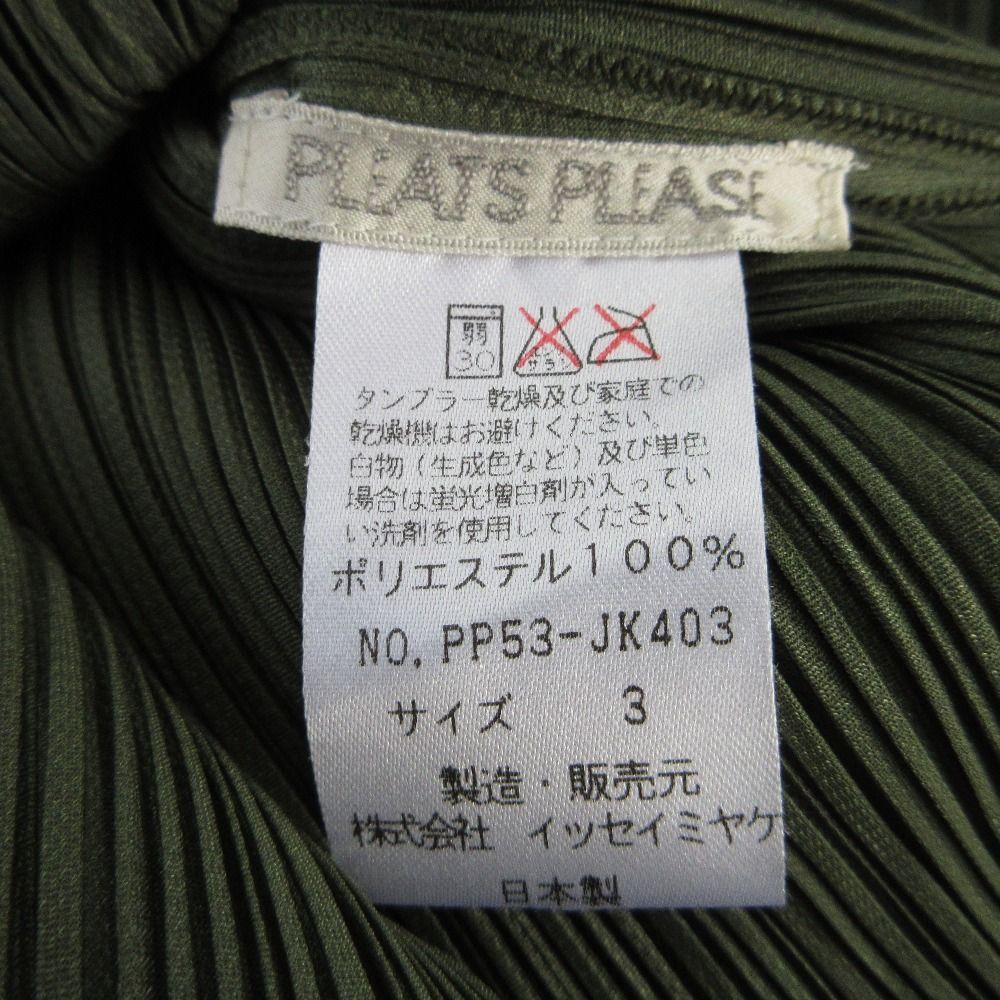 PLEATS PLEASE
弱
30
サラシ
タンブラー乾燥及び家庭での
乾燥機はお避けください。
白物（生成色など）及び単色
場合は蛍光増白剤が入ってい
い洗剤を使用してください。
ポリエステル１００％
NO. PP53-JK403
サイズ 3
製造・販売元
株式会社 イッセイミヤケ
日本製